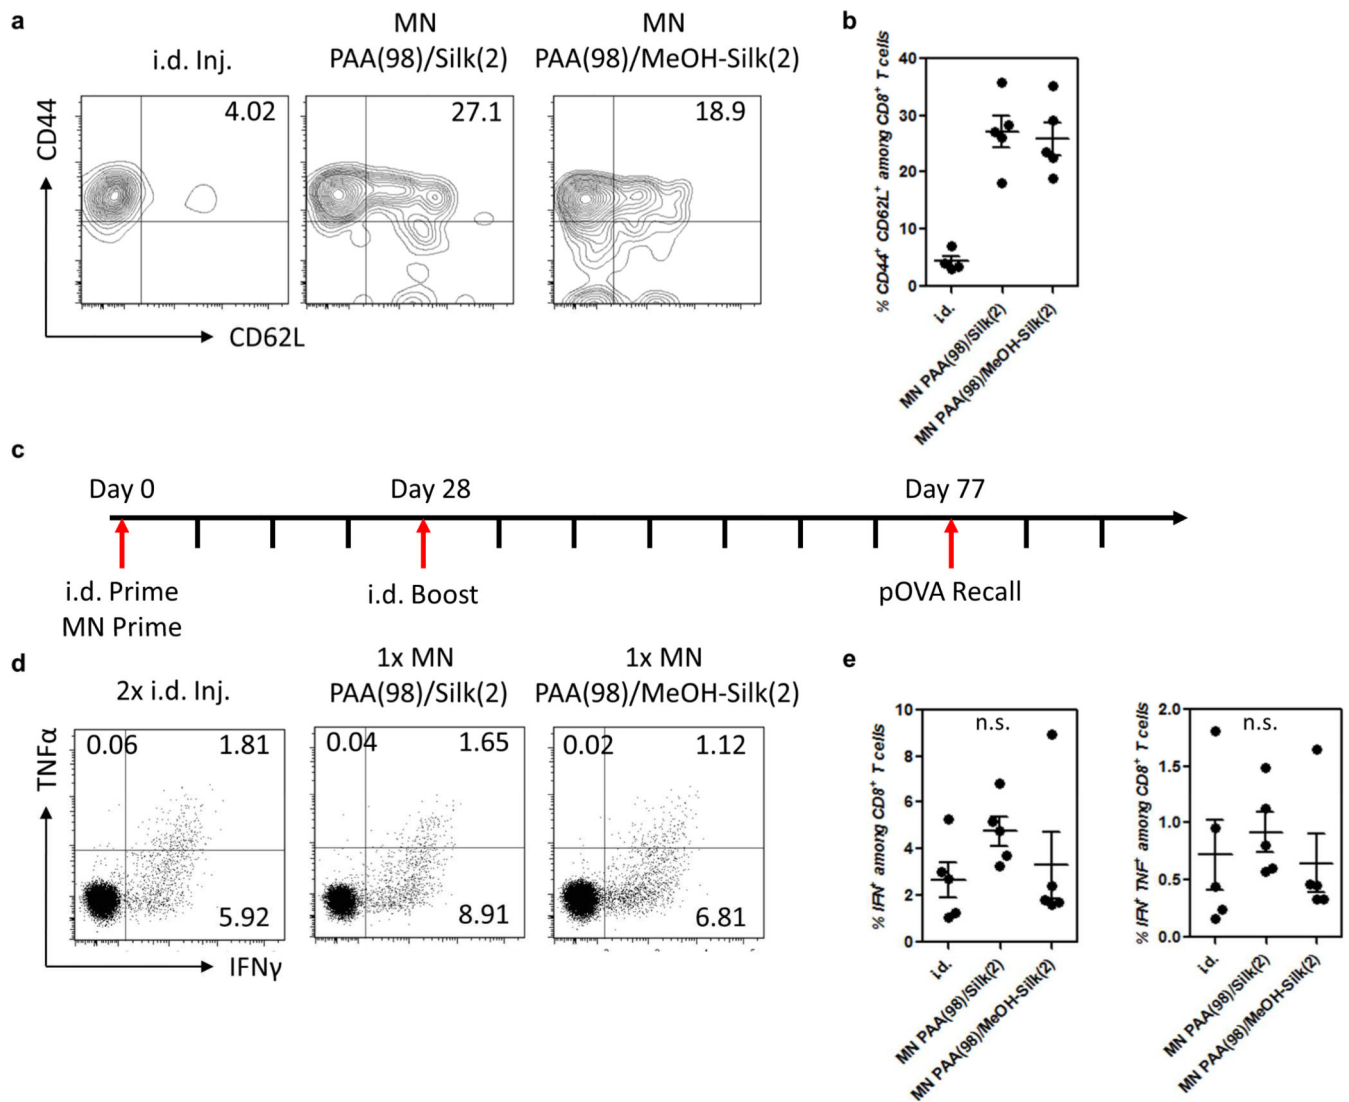 a
i.d. Inj.
MN
PAA(98)/Silk(2)
MN
PAA(98)/MeOH-Silk(2)
CD44
4.02
27.1
18.9
CD62L
b
% CD44⁺ CD62L⁺ among CD8⁺ T cells
40
30
20
10
0
i.d.
MN PAA(98)/Silk(2)
MN PAA(98)/MeOH-Silk(2)
c
Day 0
Day 28
Day 77
i.d. Prime
MN Prime
i.d. Boost
pOVA Recall
d
2x i.d. Inj.
1x MN
PAA(98)/Silk(2)
1x MN
PAA(98)/MeOH-Silk(2)
TNFα
0.06
1.81
5.92
0.04
1.65
8.91
0.02
1.12
6.81
IFNγ
e
% IFN⁺ among CD8⁺ T cells
n.s.
10
8
6
4
2
0
i.d.
MN PAA(98)/Silk(2)
MN PAA(98)/MeOH-Silk(2)
% IFN⁺ TNF⁺ among CD8⁺ T cells
n.s.
2.0
1.5
1.0
0.5
0.0
i.d.
MN PAA(98)/Silk(2)
MN PAA(98)/MeOH-Silk(2)